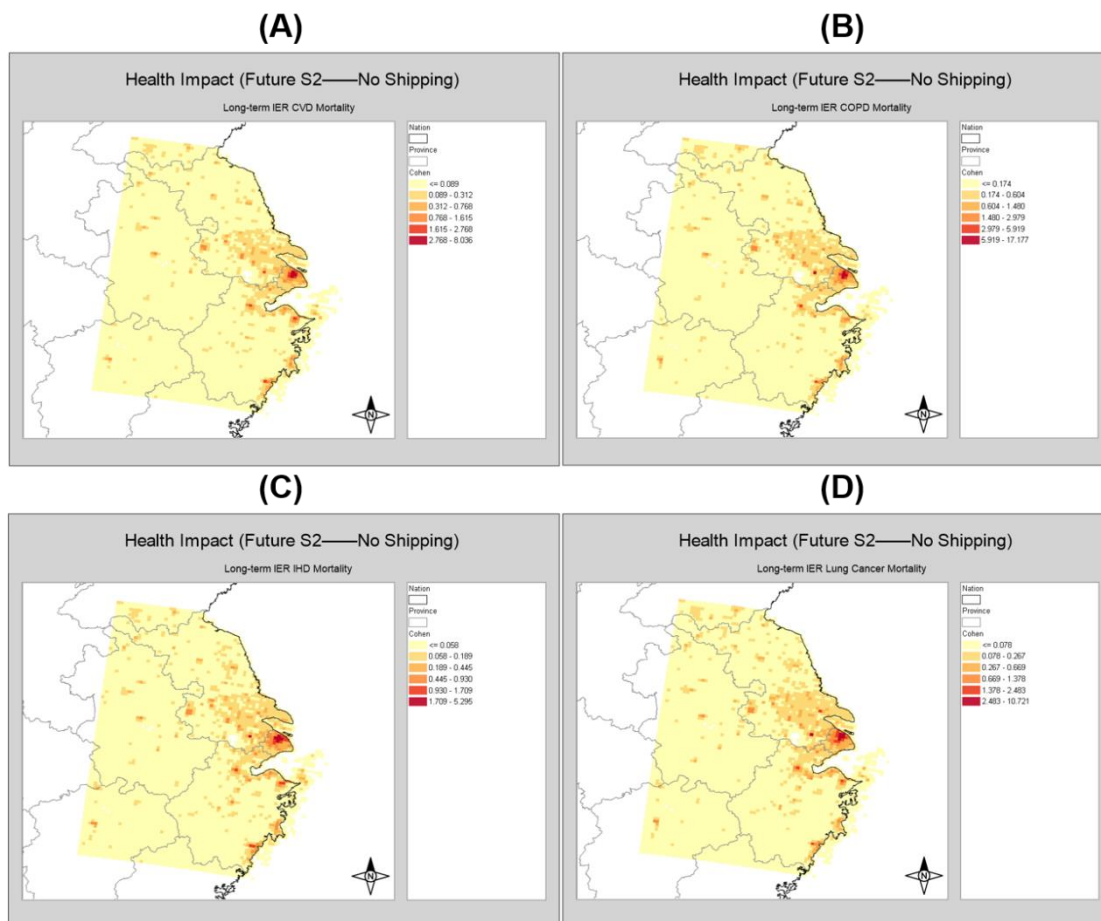 (A)
Health Impact (Future S2——No Shipping)
Long-term IER CVD Mortality
Nation
Province
Cohen
<= 0.089
0.089 - 0.312
0.312 - 0.768
0.768 - 1.615
1.615 - 2.768
2.768 - 8.036
N
(B)
Health Impact (Future S2——No Shipping)
Long-term IER COPD Mortality
Nation
Province
Cohen
<= 0.174
0.174 - 0.604
0.604 - 1.480
1.480 - 2.979
2.979 - 5.919
5.919 - 17.177
N
(C)
Health Impact (Future S2——No Shipping)
Long-term IER IHD Mortality
Nation
Province
Cohen
<= 0.058
0.058 - 0.189
0.189 - 0.445
0.445 - 0.930
0.930 - 1.709
1.709 - 5.295
N
(D)
Health Impact (Future S2——No Shipping)
Long-term IER Lung Cancer Mortality
Nation
Province
Cohen
<= 0.078
0.078 - 0.267
0.267 - 0.669
0.669 - 1.378
1.378 - 2.483
2.483 - 10.721
N